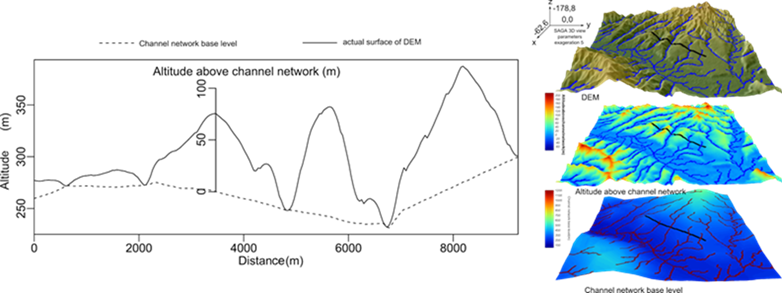 Channel network base level
actual surface of DEM
Altitude above channel network (m)
100
50
0
Altitude (m)
350
300
250
0
2000
4000
6000
8000
Distance(m)
z
-178,8
-62,6
0,0
y
x
SAGA 3D view
parameters
exageration 5
DEM
Altitude above channel network
Channel network base level